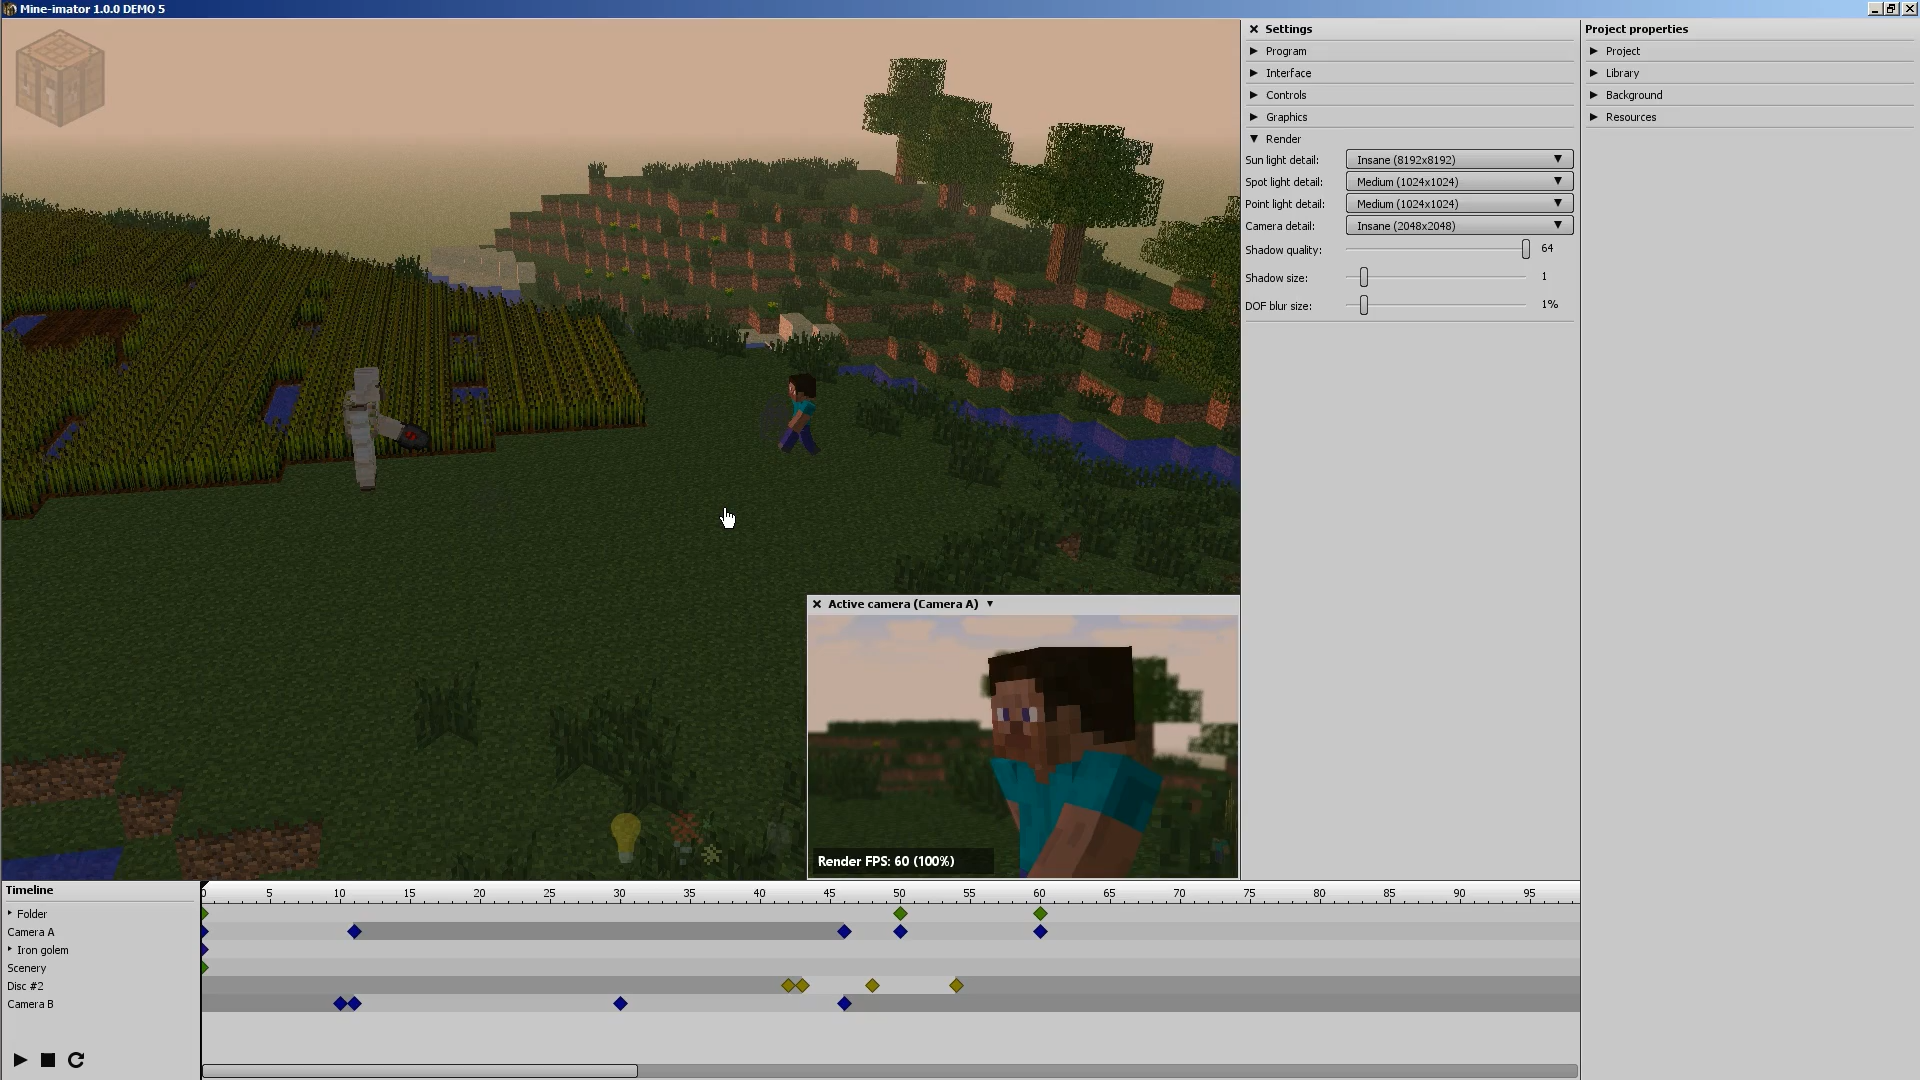 Mine-imator 1.0.0 DEMO 5
Settings
Program
Interface
Controls
Graphics
Render
Sun light detail: Insane (8192x8192)
Spot light detail: Medium (1024x1024)
Point light detail: Medium (1024x1024)
Camera detail: Insane (2048x2048)
Shadow quality: 64
Shadow size: 1
DOF blur size: 1%
Project properties
Project
Library
Background
Resources
Active camera (Camera A)
Render FPS: 60 (100%)
Timeline
0 5 10 15 20 25 30 35 40 45 50 55 60 65 70 75 80 85 90 95
Folder
Camera A
Iron golem
Scenery
Disc #2
Camera B